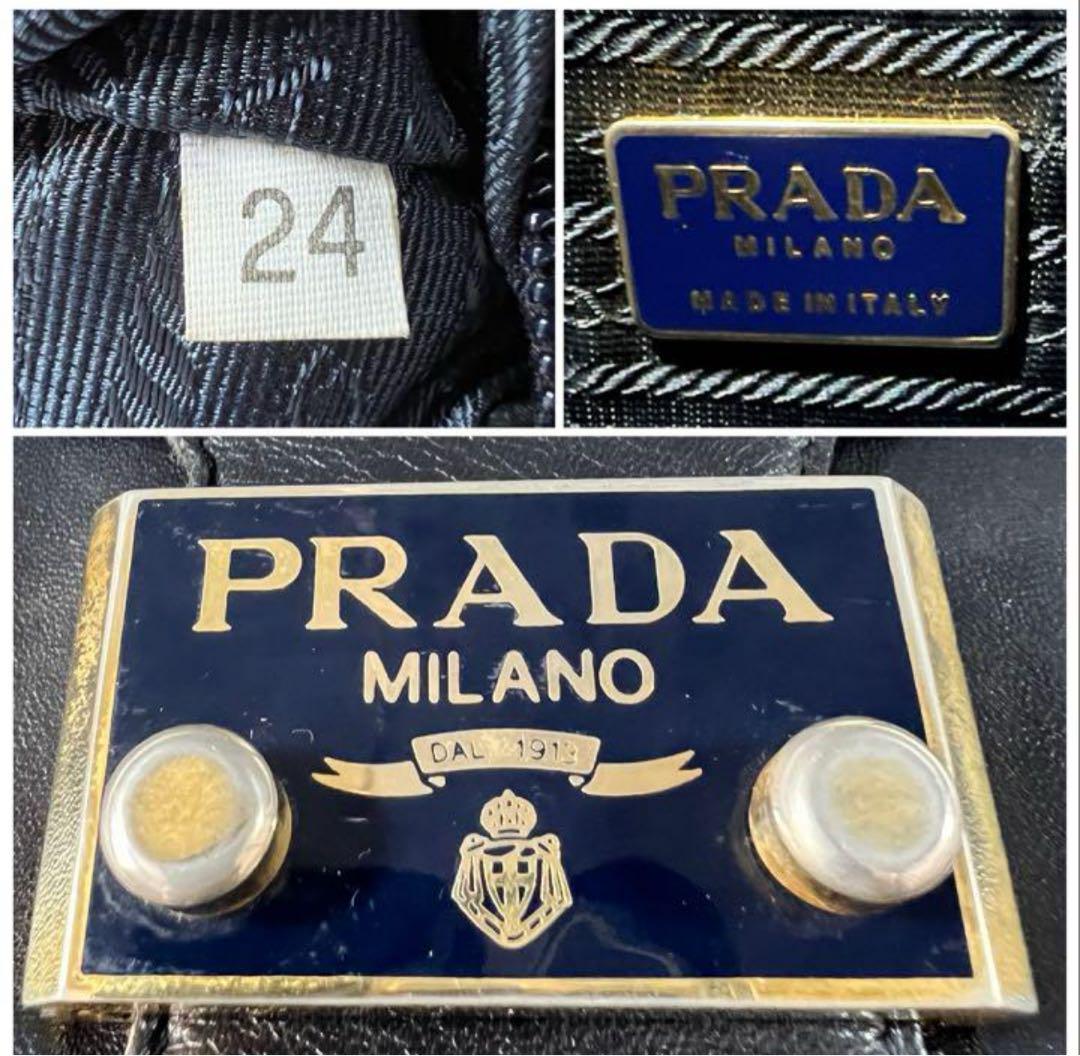 24
PRADA
MILANO
MADE IN ITALY
PRADA
MILANO
DAL 1913